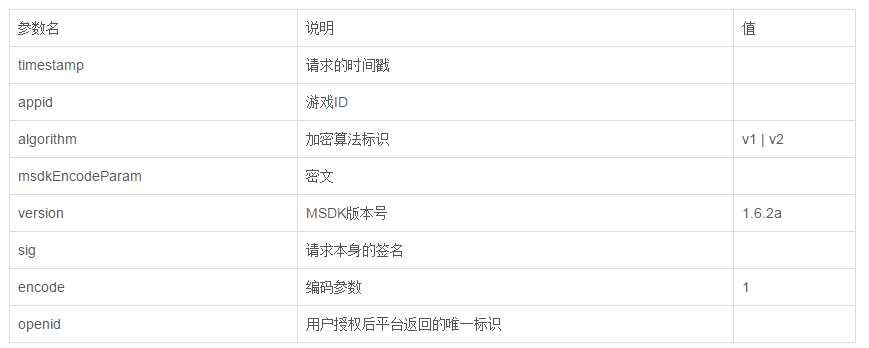 参数名 说明 值
timestamp 请求的时间戳
appid 游戏ID
algorithm 加密算法标识 v1 | v2
msdkEncodeParam 密文
version MSDK版本号 1.6.2a
sig 请求本身的签名
encode 编码参数 1
openid 用户授权后平台返回的唯一标识